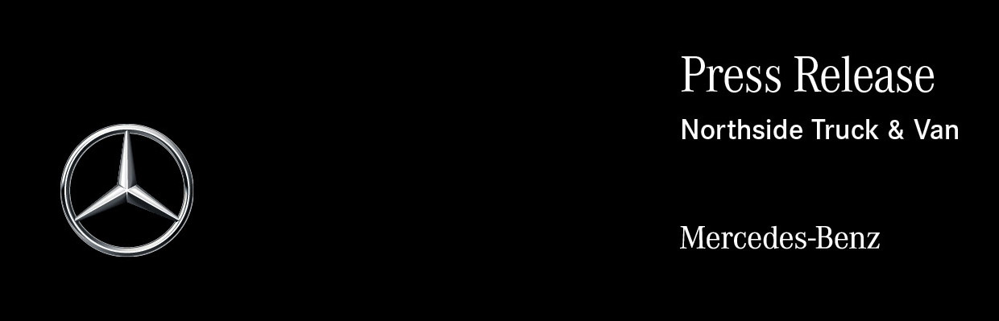 Press Release
Northside Truck & Van
Mercedes-Benz